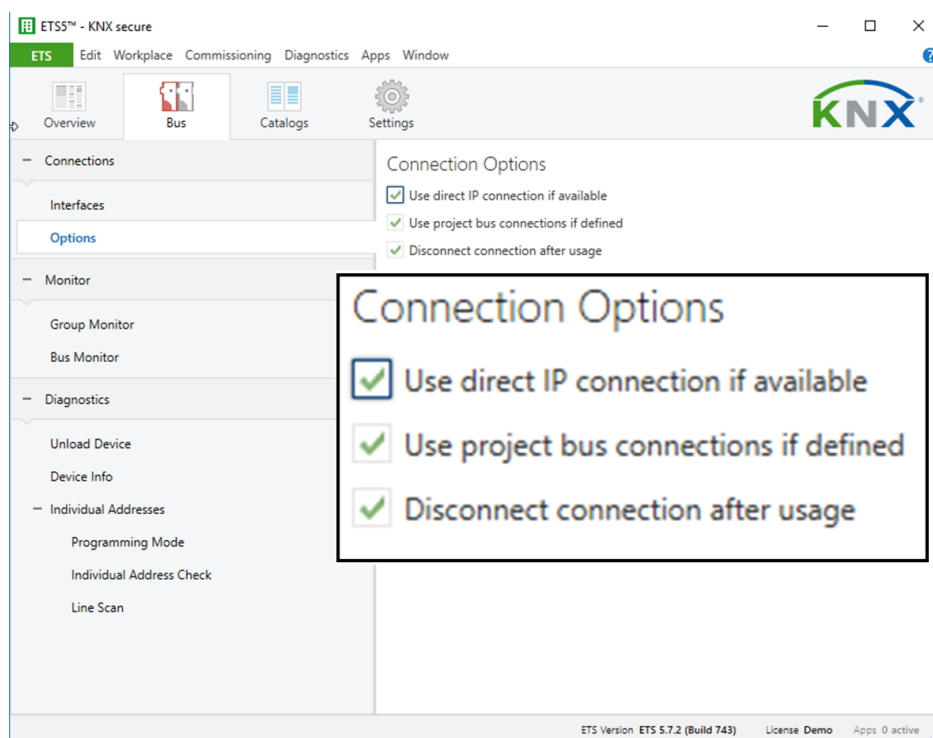 ETS5™ - KNX secure
ETS Edit Workplace Commissioning Diagnostics Apps Window
Overview Bus Catalogs Settings
KNX
Connections
Interfaces
Options
Monitor
Group Monitor
Bus Monitor
Diagnostics
Unload Device
Device Info
Individual Addresses
Programming Mode
Individual Address Check
Line Scan
Connection Options
Use direct IP connection if available
Use project bus connections if defined
Disconnect connection after usage
Connection Options
Use direct IP connection if available
Use project bus connections if defined
Disconnect connection after usage
ETS Version ETS 5.7.2 (Build 743) License Demo Apps 0 active